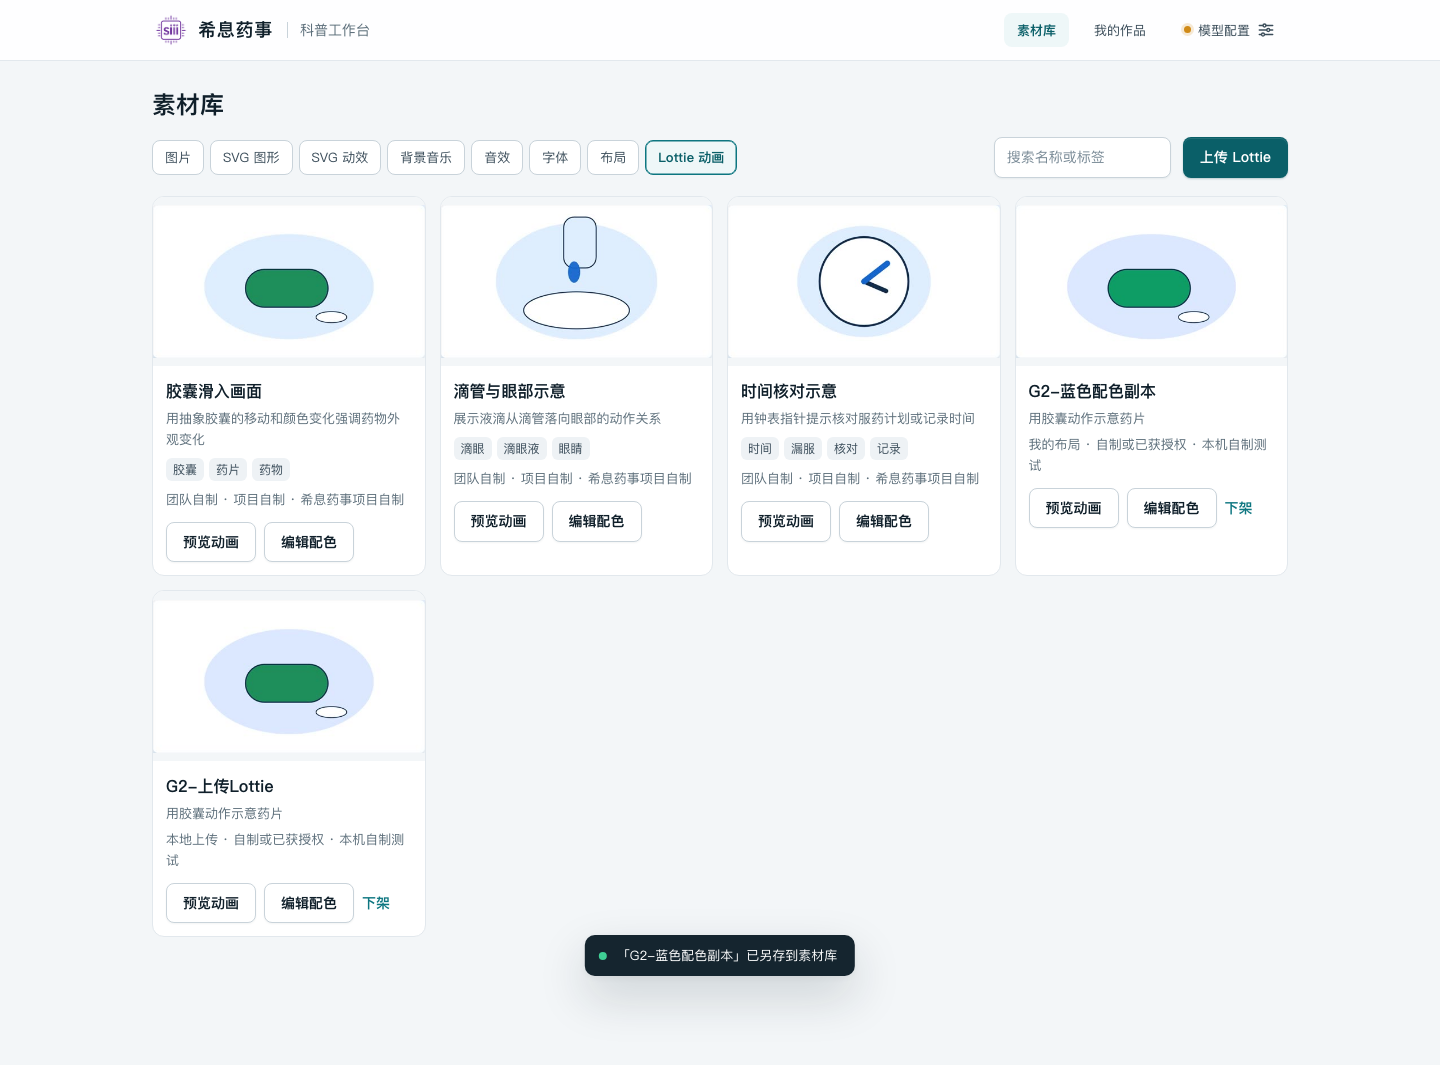 siii 希息药事 科普工作台 素材库 我的作品 模型配置
素材库
图片 SVG 图形 SVG 动效 背景音乐 音效 字体 布局 Lottie 动画 搜索名称或标签 上传 Lottie
胶囊滑入画面
用抽象胶囊的移动和颜色变化强调药物外
观变化
胶囊 药片 药物
团队自制 · 项目自制 · 希息药事项目自制
预览动画 编辑配色
滴管与眼部示意
展示液滴从滴管落向眼部的动作关系
滴眼 滴眼液 眼睛
团队自制 · 项目自制 · 希息药事项目自制
预览动画 编辑配色
时间核对示意
用钟表指针提示核对服药计划或记录时间
时间 漏服 核对 记录
团队自制 · 项目自制 · 希息药事项目自制
预览动画 编辑配色
G2-蓝色配色副本
用胶囊动作示意药片
我的布局 · 自制或已获授权 · 本机自制测
试
预览动画 编辑配色 下架
G2-上传Lottie
用胶囊动作示意药片
本地上传 · 自制或已获授权 · 本机自制测
试
预览动画 编辑配色 下架
「G2-蓝色配色副本」已另存到素材库